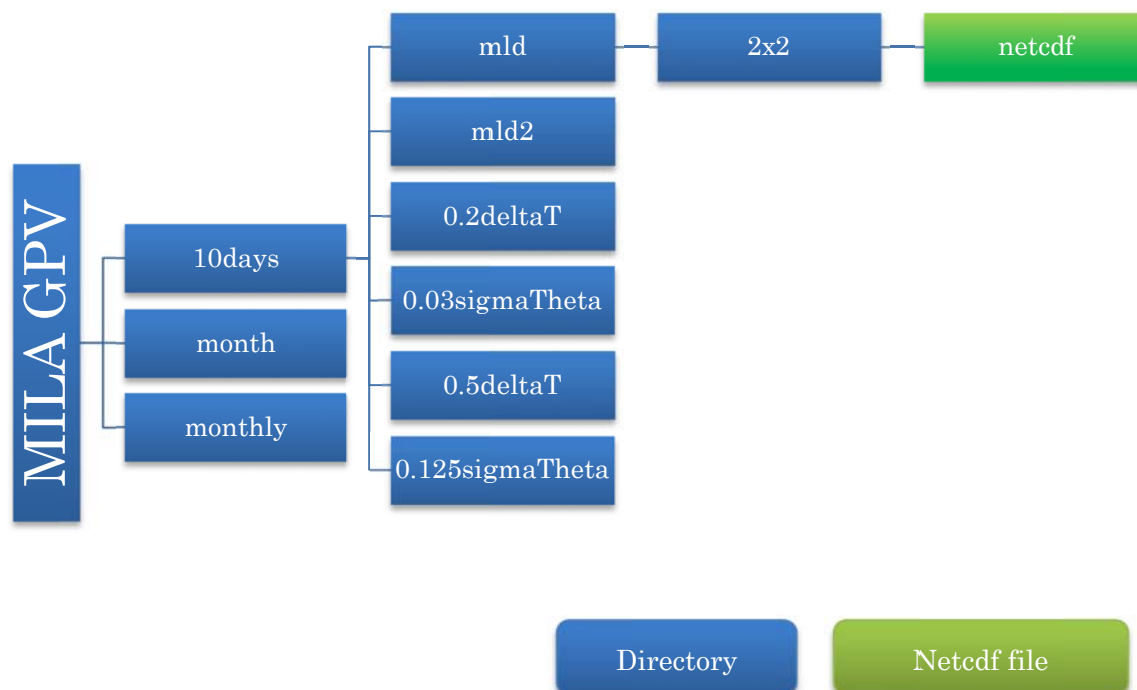 MILA GPV
10days
month
monthly
mld
mld2
0.2deltaT
0.03sigmaTheta
0.5deltaT
0.125sigmaTheta
2x2
netcdf
Directory
Netcdf file